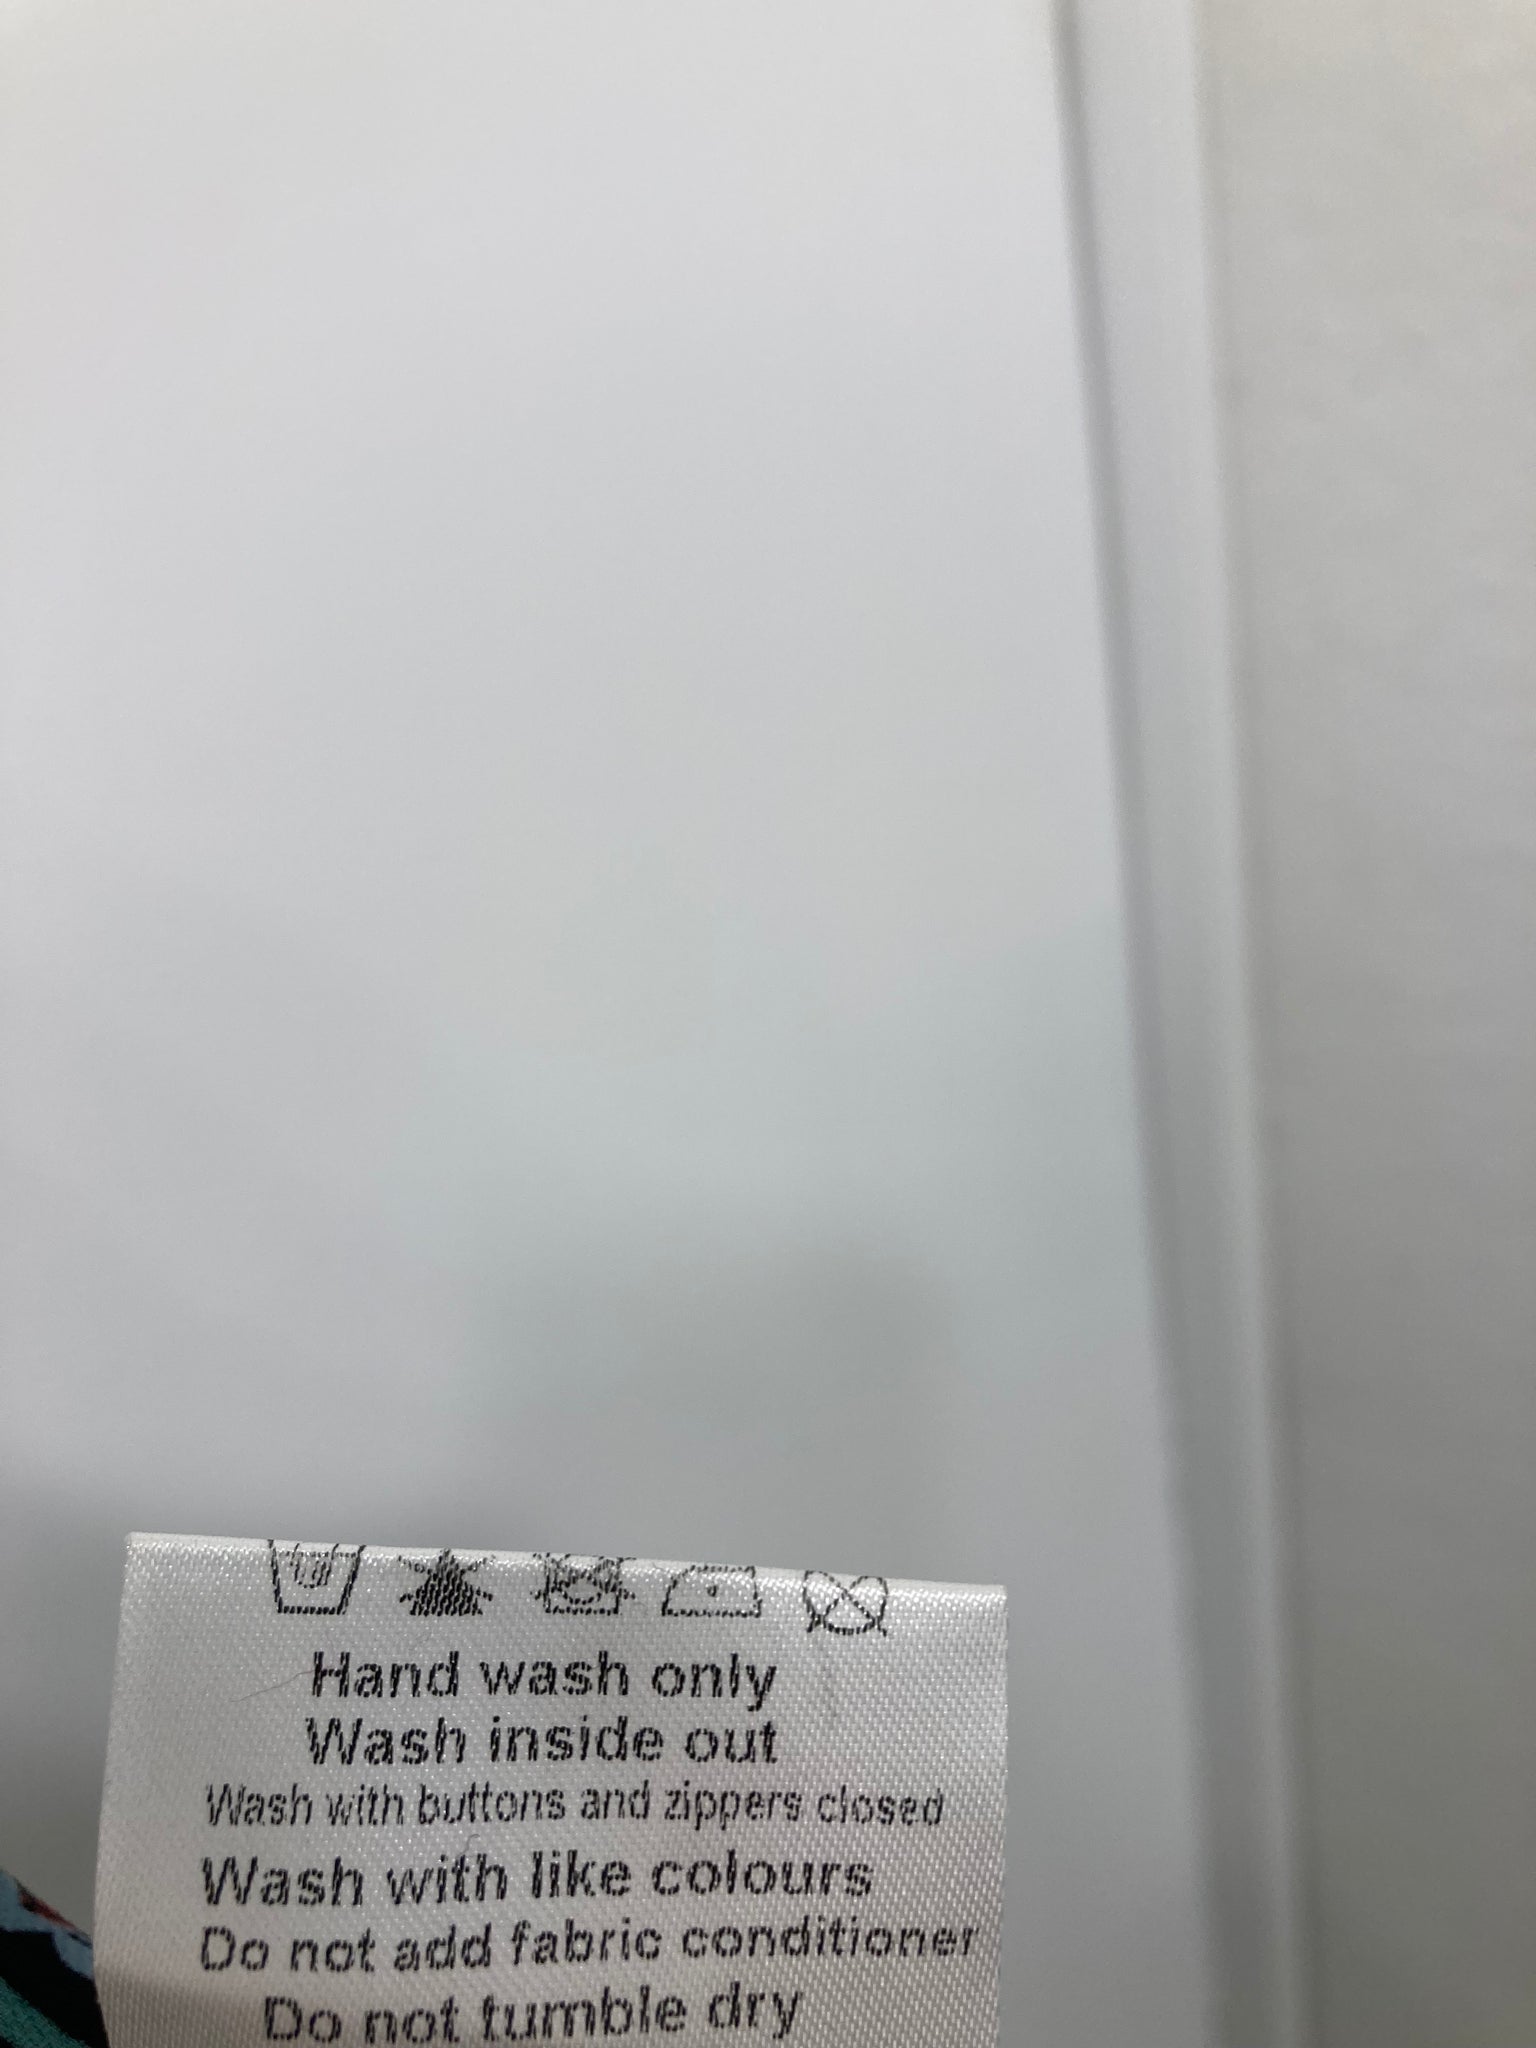 Hand wash only
Wash inside out
Wash with buttons and zippers closed
Wash with like colours
Do not add fabric conditioner
Do not tumble dry